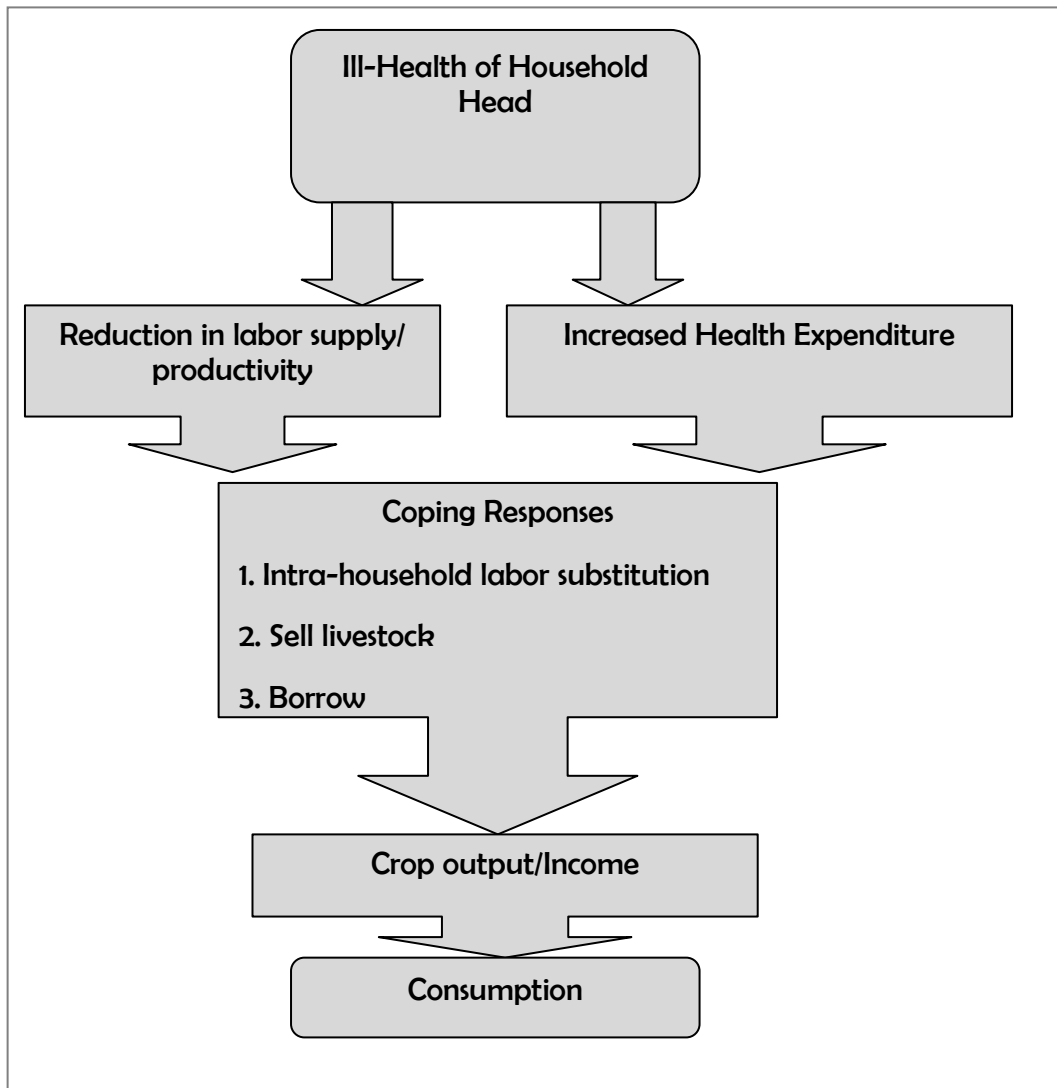 Ill-Health of Household
Head
Reduction in labor supply/
productivity
Increased Health Expenditure
Coping Responses
1. Intra-household labor substitution
2. Sell livestock
3. Borrow
Crop output/Income
Consumption